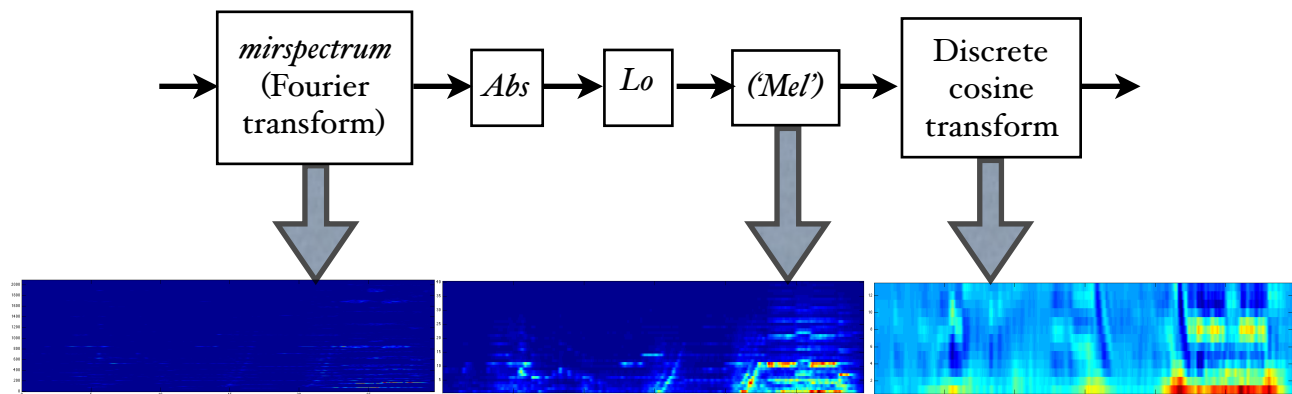 mirspectrum
(Fourier
transform)
Abs
Lo
('Mel')
Discrete
cosine
transform